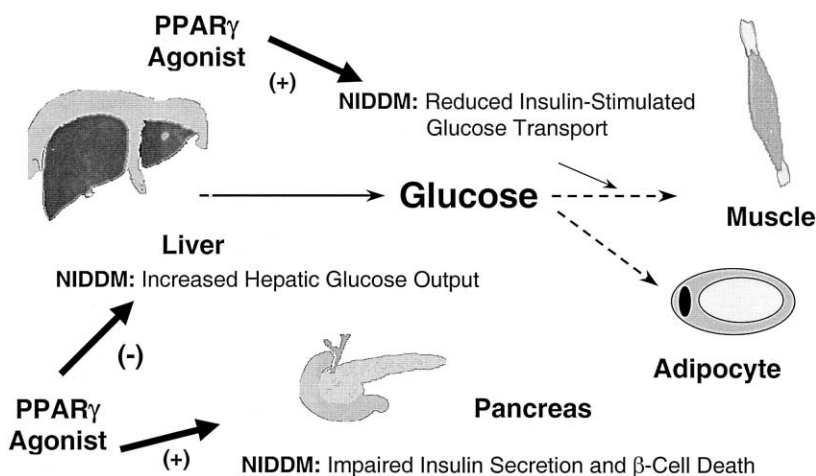 PPARγ
Agonist
(+)
NIDDM: Reduced Insulin-Stimulated
Glucose Transport
Glucose
Muscle
Liver
NIDDM: Increased Hepatic Glucose Output
(-)
Adipocyte
PPARγ
Agonist
(+)
Pancreas
NIDDM: Impaired Insulin Secretion and β-Cell Death